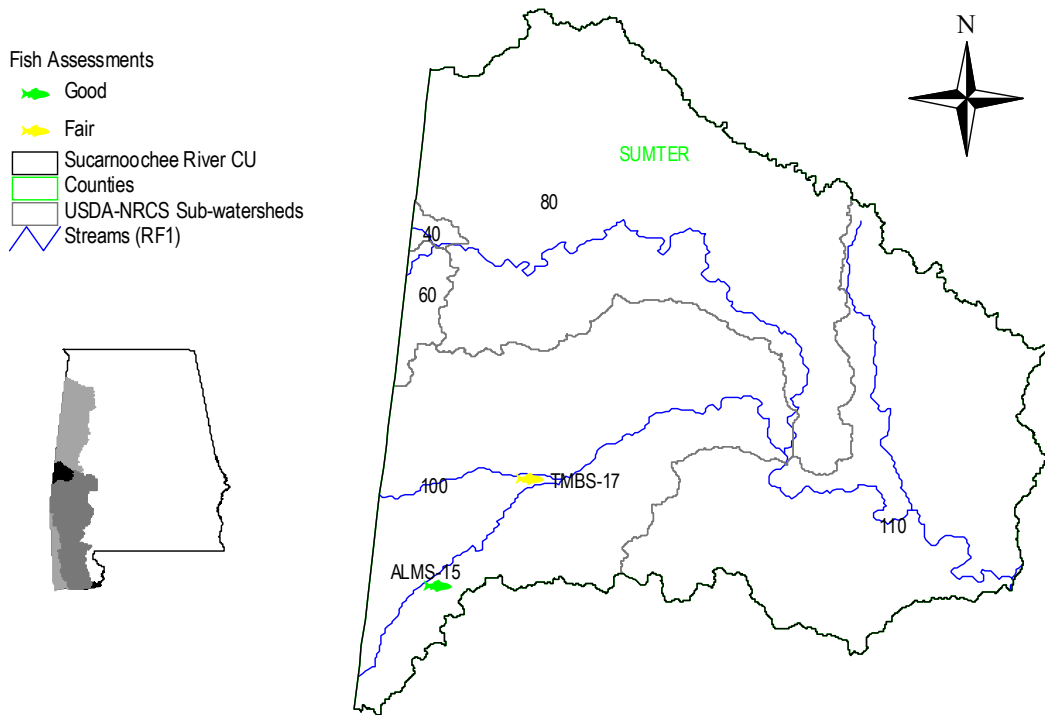 Fish Assessments
Good
Fair
Sucarnoochee River CU
Counties
USDA-NRCS Sub-watersheds
Streams (RF1)
N
SUMTER
80
40
60
100
TMBS-17
110
ALMS-15